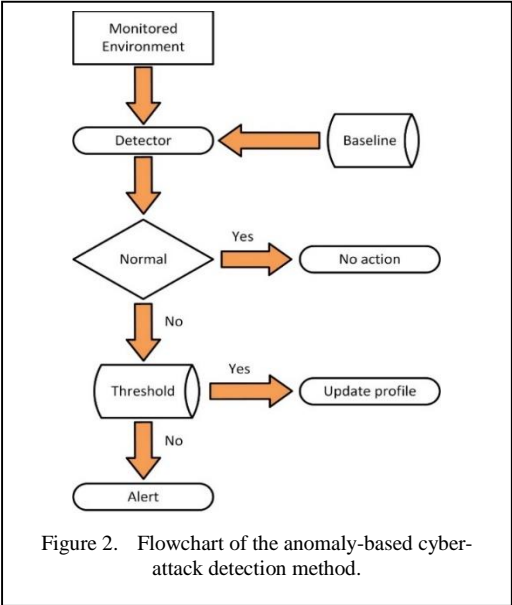 Monitored
Environment
Detector
Baseline
Yes
Normal
No action
No
Yes
Threshold
Update profile
No
Alert
Figure 2. Flowchart of the anomaly-based cyber-
attack detection method.